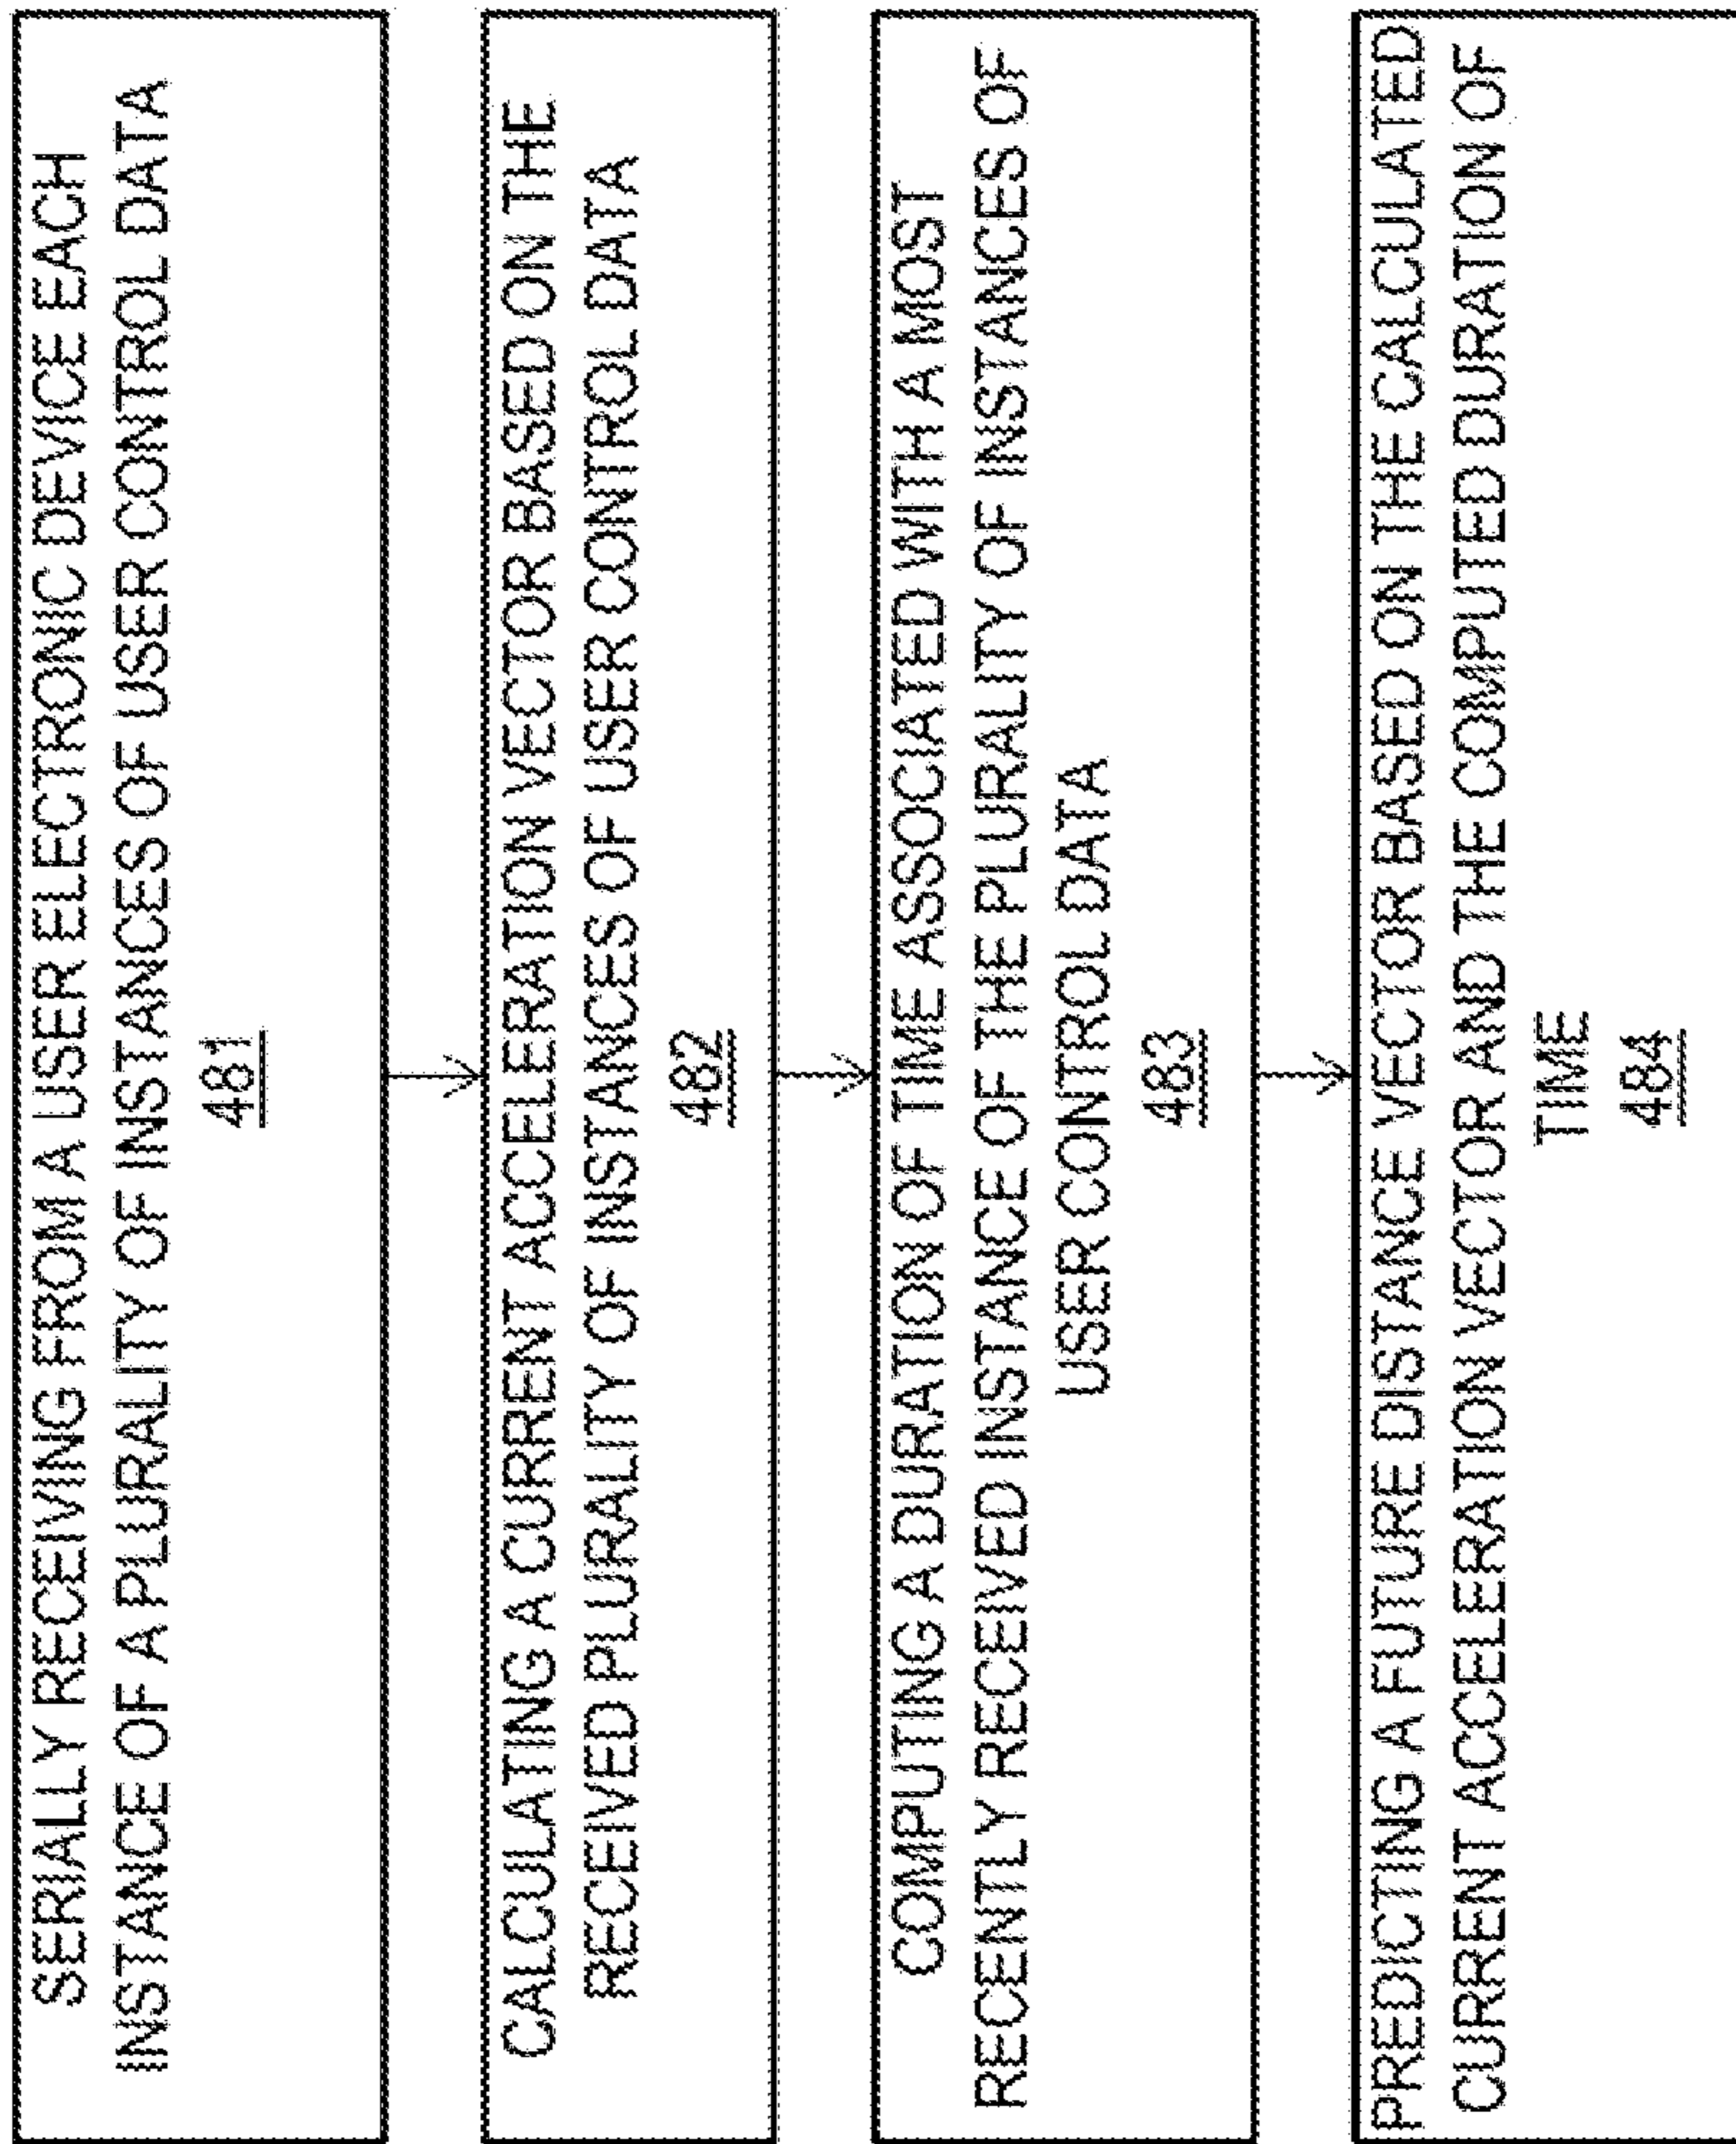 SERIALLY RECEIVING FROM A USER ELECTRONIC DEVICE EACH
INSTANCE OF A PLURALITY OF INSTANCES OF USER CONTROL DATA
481
CALCULATING A CURRENT ACCELERATION VECTOR BASED ON THE
RECEIVED PLURALITY OF INSTANCES OF USER CONTROL DATA
482
COMPUTING A DURATION OF TIME ASSOCIATED WITH A MOST
RECENTLY RECEIVED INSTANCE OF THE PLURALITY OF INSTANCES OF
USER CONTROL DATA
483
PREDICTING A FUTURE DISTANCE VECTOR BASED ON THE CALCULATED
CURRENT ACCELERATION VECTOR AND THE COMPUTED DURATION OF
TIME
484